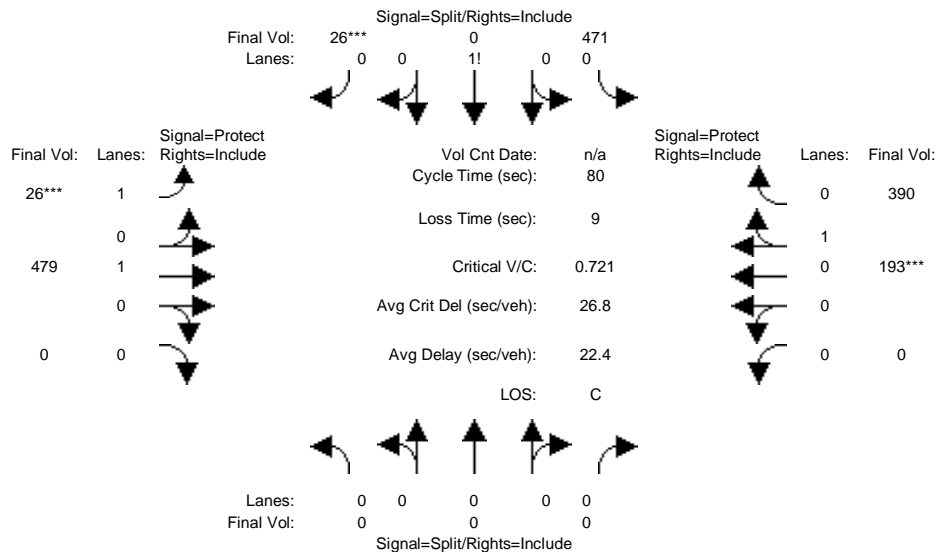 Signal=Split/Rights=Include
Final Vol: 26*** 0 471
Lanes: 0 0 1! 0 0
Signal=Protect
Final Vol: Lanes: Rights=Include
Vol Cnt Date: n/a
Signal=Protect
Rights=Include Lanes: Final Vol:
Cycle Time (sec): 80
26*** 1
0 390
Loss Time (sec): 9
0
1
479 1
Critical V/C: 0.721
0 193***
0
Avg Crit Del (sec/veh): 26.8
0
0 0
Avg Delay (sec/veh): 22.4
0 0
LOS: C
Lanes: 0 0 0 0 0
Final Vol: 0 0 0
Signal=Split/Rights=Include